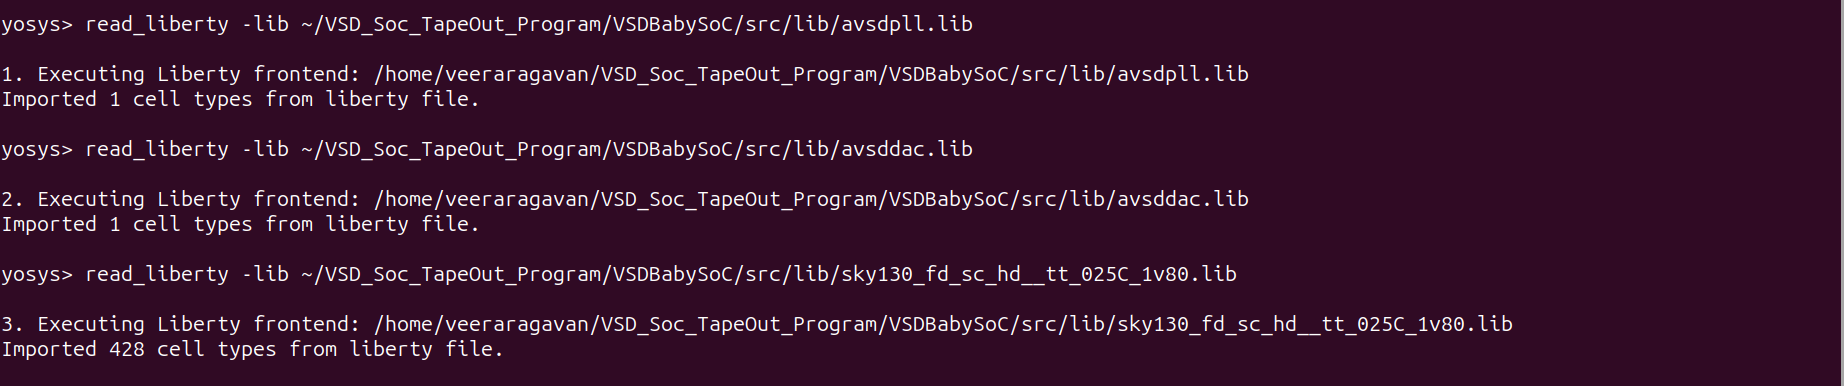 yosys> read_liberty -lib ~/VSD_Soc_TapeOut_Program/VSDBabySoC/src/lib/avsdpll.lib
1. Executing Liberty frontend: /home/veeraragavan/VSD_Soc_TapeOut_Program/VSDBabySoC/src/lib/avsdpll.lib
Imported 1 cell types from liberty file.
yosys> read_liberty -lib ~/VSD_Soc_TapeOut_Program/VSDBabySoC/src/lib/avsddac.lib
2. Executing Liberty frontend: /home/veeraragavan/VSD_Soc_TapeOut_Program/VSDBabySoC/src/lib/avsddac.lib
Imported 1 cell types from liberty file.
yosys> read_liberty -lib ~/VSD_Soc_TapeOut_Program/VSDBabySoC/src/lib/sky130_fd_sc_hd__tt_025C_1v80.lib
3. Executing Liberty frontend: /home/veeraragavan/VSD_Soc_TapeOut_Program/VSDBabySoC/src/lib/sky130_fd_sc_hd__tt_025C_1v80.lib
Imported 428 cell types from liberty file.